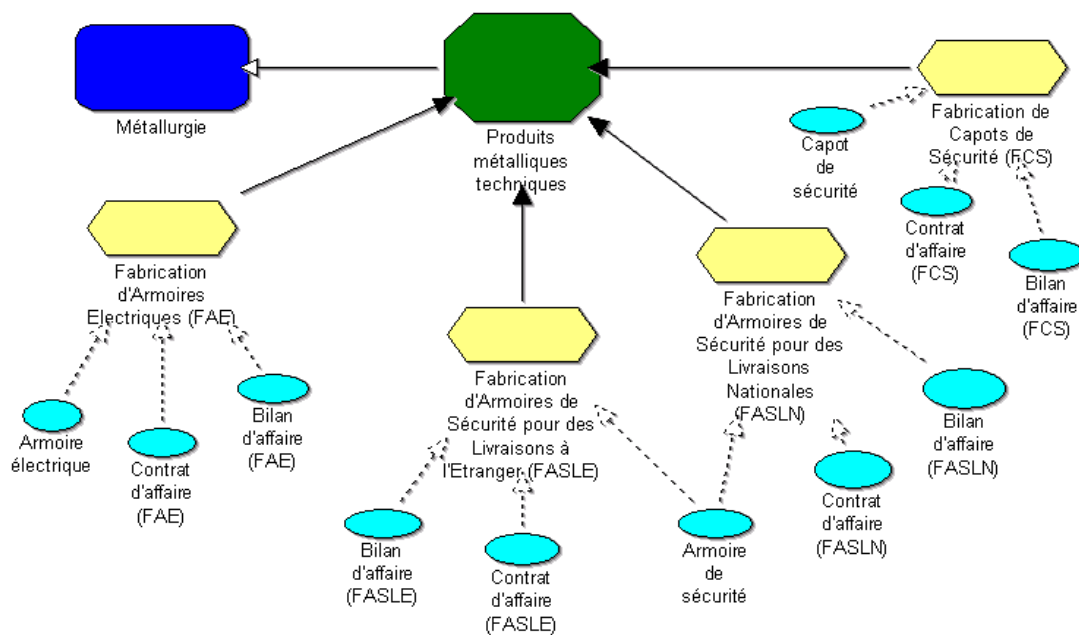 Métallurgie
Produits
métalliques
techniques
Fabrication de
Capots de
Sécurité (FCS)
Capot
de
sécurité
Contrat
d'affaire
(FCS)
Bilan
d'affaire
(FCS)
Fabrication
d'Armoires
Electriques (FAE)
Armoire
électrique
Contrat
d'affaire
(FAE)
Bilan
d'affaire
(FAE)
Fabrication
d'Armoires de
Sécurité pour des
Livraisons à
l'Etranger (FASLE)
Bilan
d'affaire
(FASLE)
Contrat
d'affaire
(FASLE)
Armoire
de
sécurité
Fabrication
d'Armoires de
Sécurité pour des
Livraisons
Nationales
(FASLN)
Contrat
d'affaire
(FASLN)
Bilan
d'affaire
(FASLN)